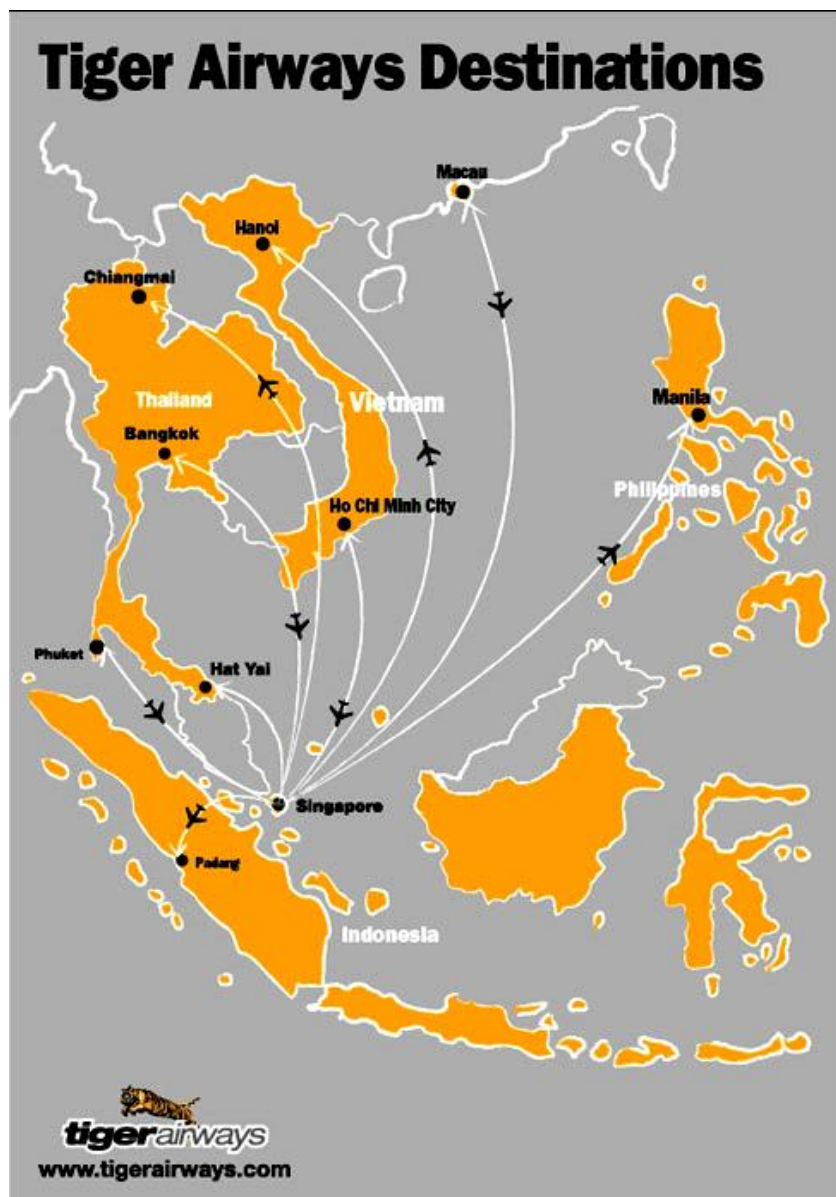 Tiger Airways Destinations
Macau
Hanoi
Chiangmai
Thailand
Vietnam
Manila
Bangkok
Philippines
Ho Chi Minh City
Phuket
Hat Yai
Singapore
Padang
Indonesia
tigerairways
www.tigerairways.com